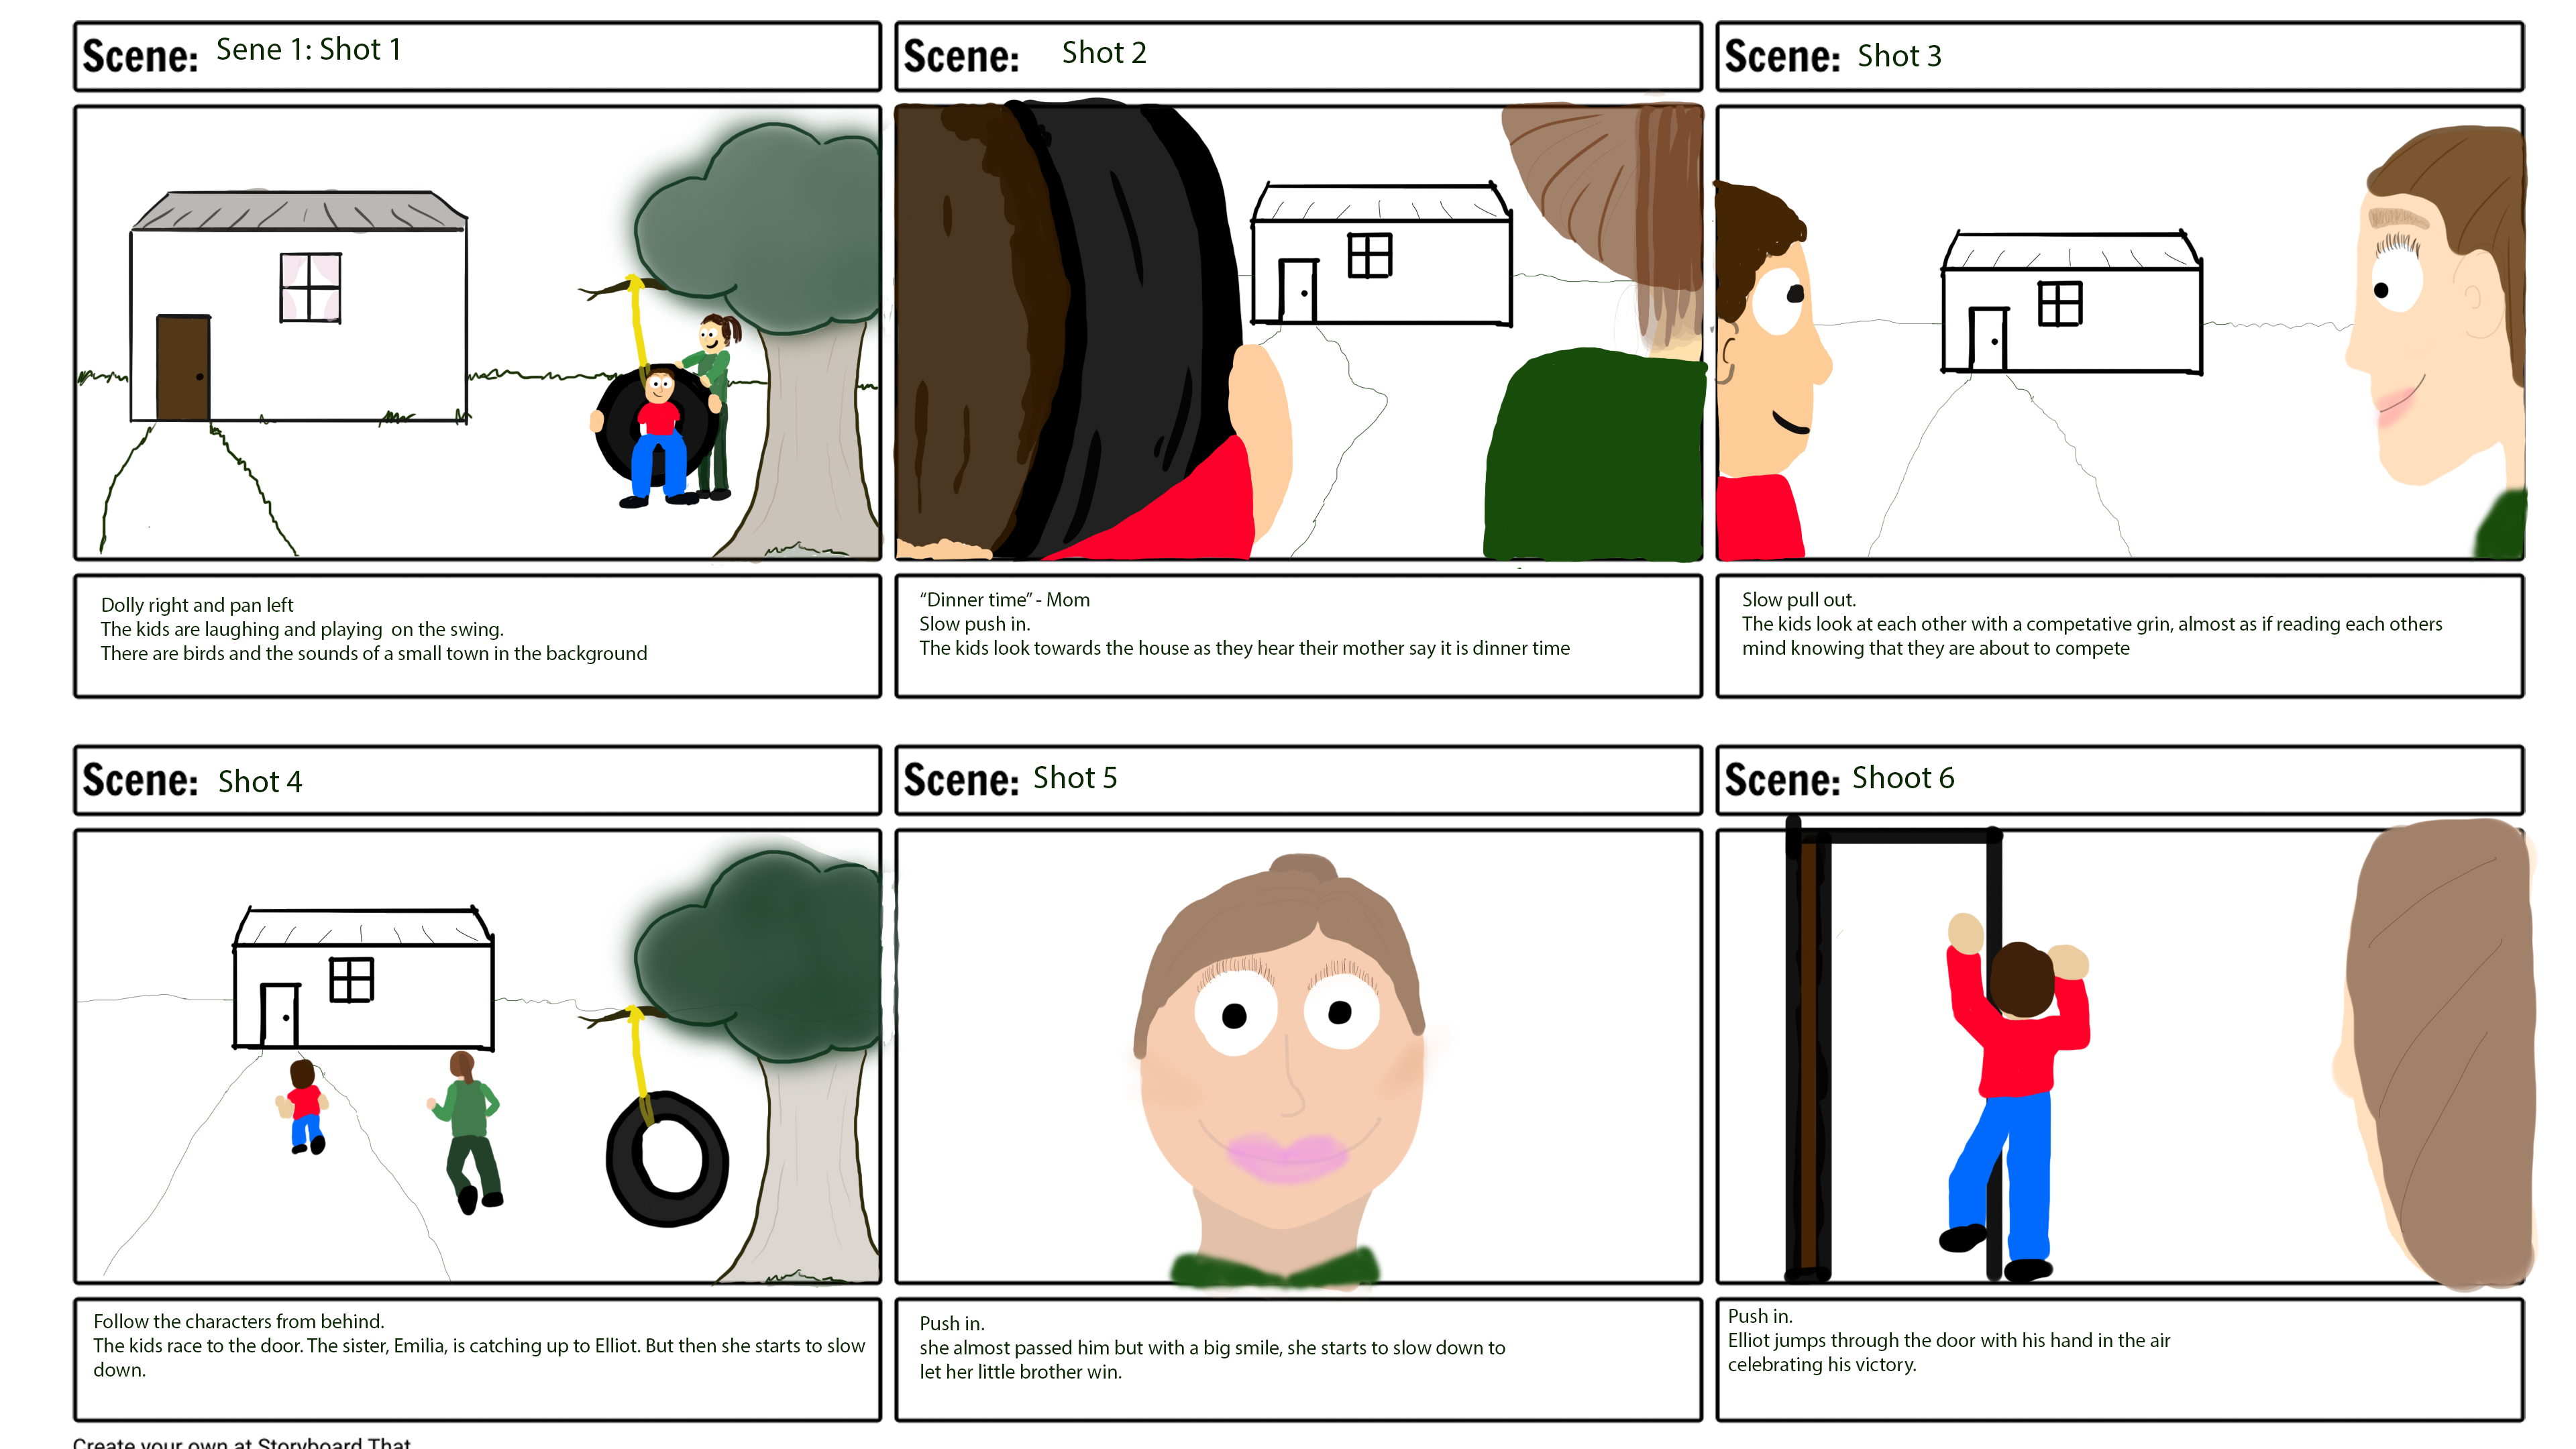 Scene: Sene 1: Shot 1
Scene: Shot 2
Scene: Shot 3
Dolly right and pan left
The kids are laughing and playing on the swing.
There are birds and the sounds of a small town in the background
“Dinner time” - Mom
Slow push in.
The kids look towards the house as they hear their mother say it is dinner time
Slow pull out.
The kids look at each other with a competative grin, almost as if reading each others
mind knowing that they are about to compete
Scene: Shot 4
Scene: Shot 5
Scene: Shoot 6
Follow the characters from behind.
The kids race to the door. The sister, Emilia, is catching up to Elliot. But then she starts to slow
down.
Push in.
she almost passed him but with a big smile, she starts to slow down to
let her little brother win.
Push in.
Elliot jumps through the door with his hand in the air
celebrating his victory.
Create your own at Storyboard That